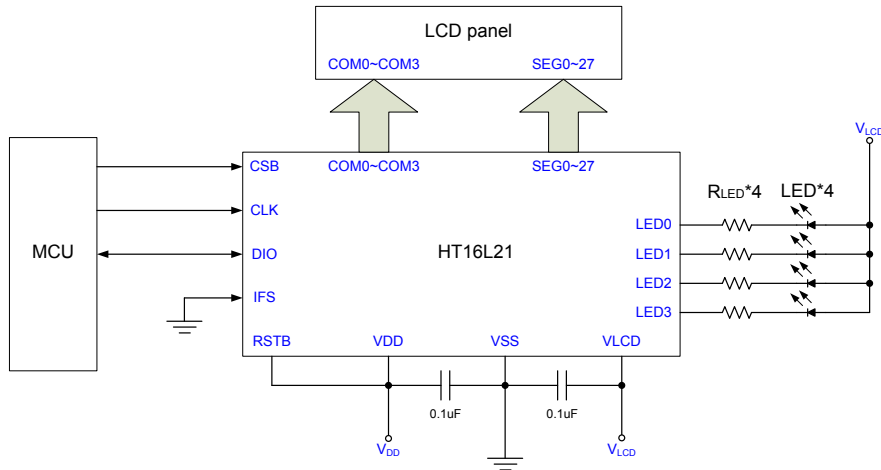 LCD panel
COM0~COM3 SEG0~27
V_LCD
CSB COM0~COM3 SEG0~27
RLED*4 LED*4
CLK
LED0
MCU DIO HT16L21 LED1
LED2
IFS
LED3
RSTB VDD VSS VLCD
0.1uF 0.1uF
VDD VLCD